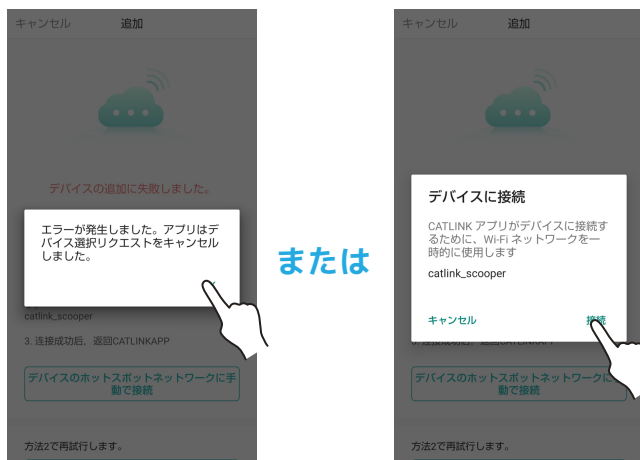 キャンセル 追加
デバイスの追加に失敗しました。
エラーが発生しました。アプリはデ
バイス選択リクエストをキャンセル
しました。
catlink_scooper
3. 连接成功后，返回CATLINKAPP
デバイスのホットスポットネットワークに手
動で接続
方法2で再試行します。
または
キャンセル 追加
デバイスに接続
CATLINK アプリがデバイスに接続す
るために、Wi-Fi ネットワークを一
時的に使用します
catlink_scooper
キャンセル 接続
デバイスのホットスポットネットワークに
動で接続
方法2で再試行します。